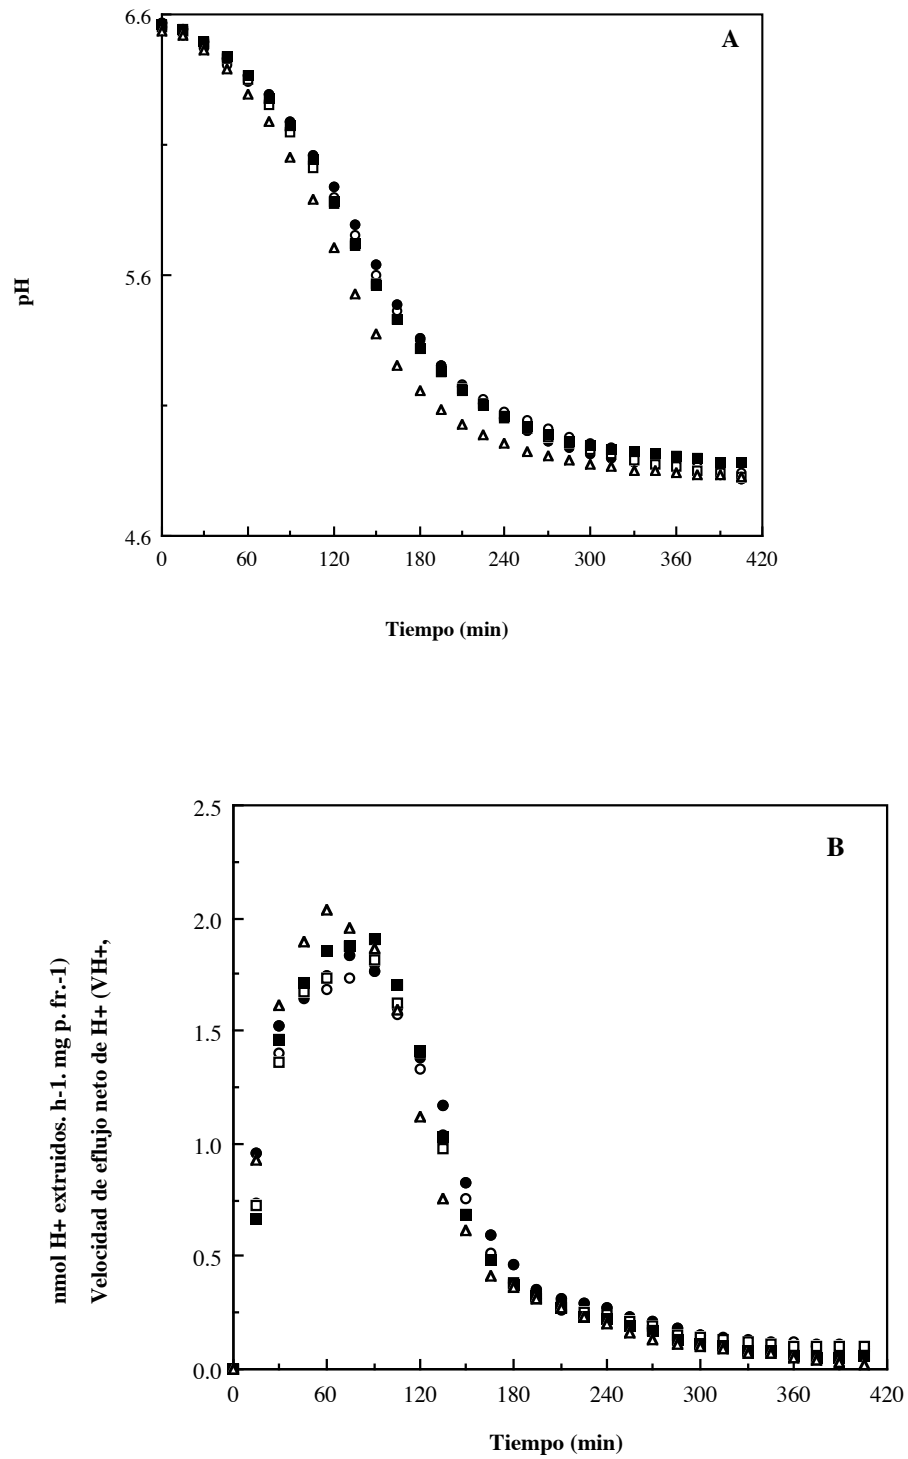 6.6
A
5.6
pH
4.6
0 60 120 180 240 300 360 420
Tiempo (min)
2.5
B
2.0
nmol H+ extruidos. h-1. mg p. fr.-1)
Velocidad de eflujo neto de H+ (VH+,
1.5
1.0
0.5
0.0
0 60 120 180 240 300 360 420
Tiempo (min)